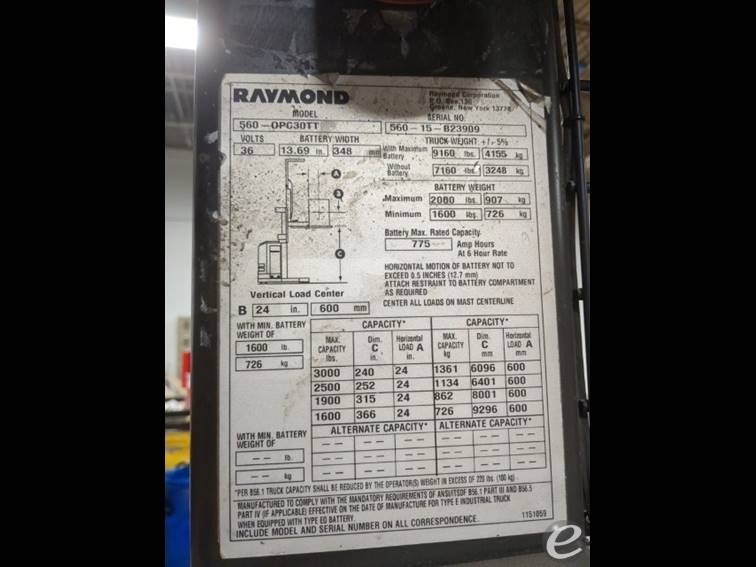 RAYMOND
Raymond Corporation
P.O. Box 130
Greene, New York 13778
MODEL
SERIAL NO.
560-OPC30TT
560-15-B23909
VOLTS BATTERY WIDTH
TRUCK WEIGHT +/- 5%
36 13.69 in. 348 mm
With Maximum Battery 9160 lbs. 4155 kg
Without Battery 7160 lbs. 3248 kg
A
B
C
BATTERY WEIGHT
Maximum 2000 lbs. 907 kg
Minimum 1600 lbs. 726 kg
Battery Max. Rated Capacity
775 Amp Hours
At 6 Hour Rate
HORIZONTAL MOTION OF BATTERY NOT TO
EXCEED 0.5 INCHES (12.7 mm)
ATTACH RESTRAINT TO BATTERY COMPARTMENT
AS REQUIRED
CENTER ALL LOADS ON MAST CENTERLINE
Vertical Load Center
B 24 in. 600 mm
WITH MIN. BATTERY
WEIGHT OF
1600 lb.
726 kg
CAPACITY* CAPACITY*
MAX. CAPACITY lbs. Dim. C in. Horizontal LOAD A in. MAX. CAPACITY kg Dim. C mm Horizontal LOAD A mm
3000 240 24 1361 6096 600
2500 252 24 1134 6401 600
1900 315 24 862 8001 600
1600 366 24 726 9296 600
ALTERNATE CAPACITY* ALTERNATE CAPACITY*
WITH MIN. BATTERY
WEIGHT OF
-- lb.
-- kg
-- -- -- -- -- --
-- -- -- -- -- --
-- -- -- -- -- --
*PER B56.1 TRUCK CAPACITY SHALL BE REDUCED BY THE OPERATOR(S) WEIGHT IN EXCESS OF 220 lbs. (100 kg)
MANUFACTURED TO COMPLY WITH THE MANDATORY REQUIREMENTS OF ANSI/ITSDF B56.1 PART III AND B56.5
PART IV (IF APPLICABLE) EFFECTIVE ON THE DATE OF MANUFACTURE FOR TYPE E INDUSTRIAL TRUCK
WHEN EQUIPPED WITH TYPE EO BATTERY.
INCLUDE MODEL AND SERIAL NUMBER ON ALL CORRESPONDENCE.
1151059
e